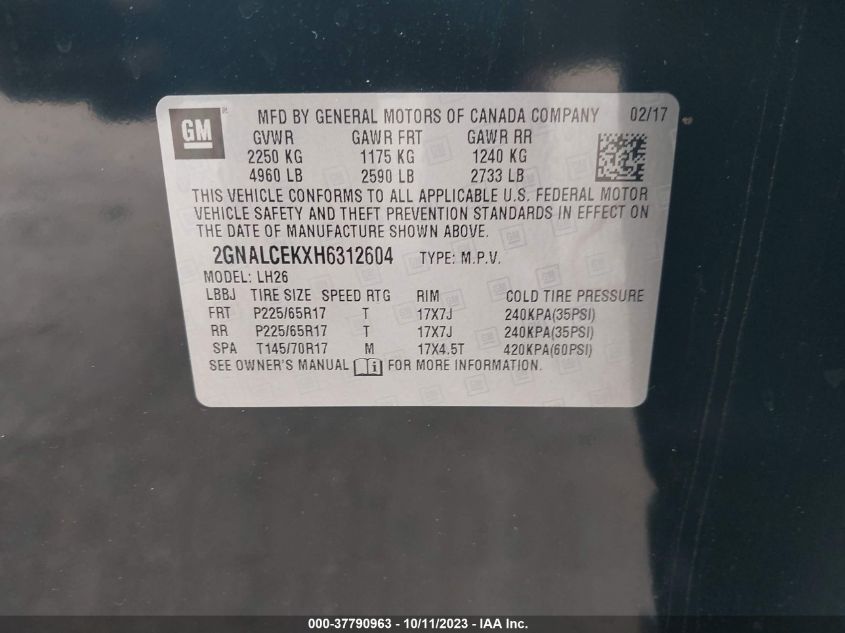 GM ® MFD BY GENERAL MOTORS OF CANADA COMPANY 02/17
GVWR GAWR FRT GAWR RR
2250 KG 1175 KG 1240 KG
4960 LB 2590 LB 2733 LB
THIS VEHICLE CONFORMS TO ALL APPLICABLE U.S. FEDERAL MOTOR
VEHICLE SAFETY AND THEFT PREVENTION STANDARDS IN EFFECT ON
THE DATE OF MANUFACTURE SHOWN ABOVE.
2GNALCEKXH6312604 TYPE: M.P.V.
MODEL: LH26
LBBJ TIRE SIZE SPEED RTG RIM COLD TIRE PRESSURE
FRT P225/65R17 T 17X7J 240KPA(35PSI)
RR P225/65R17 T 17X7J 240KPA(35PSI)
SPA T145/70R17 M 17X4.5T 420KPA(60PSI)
SEE OWNER'S MANUAL FOR MORE INFORMATION.
000-37790963 - 10/11/2023 - IAA Inc.